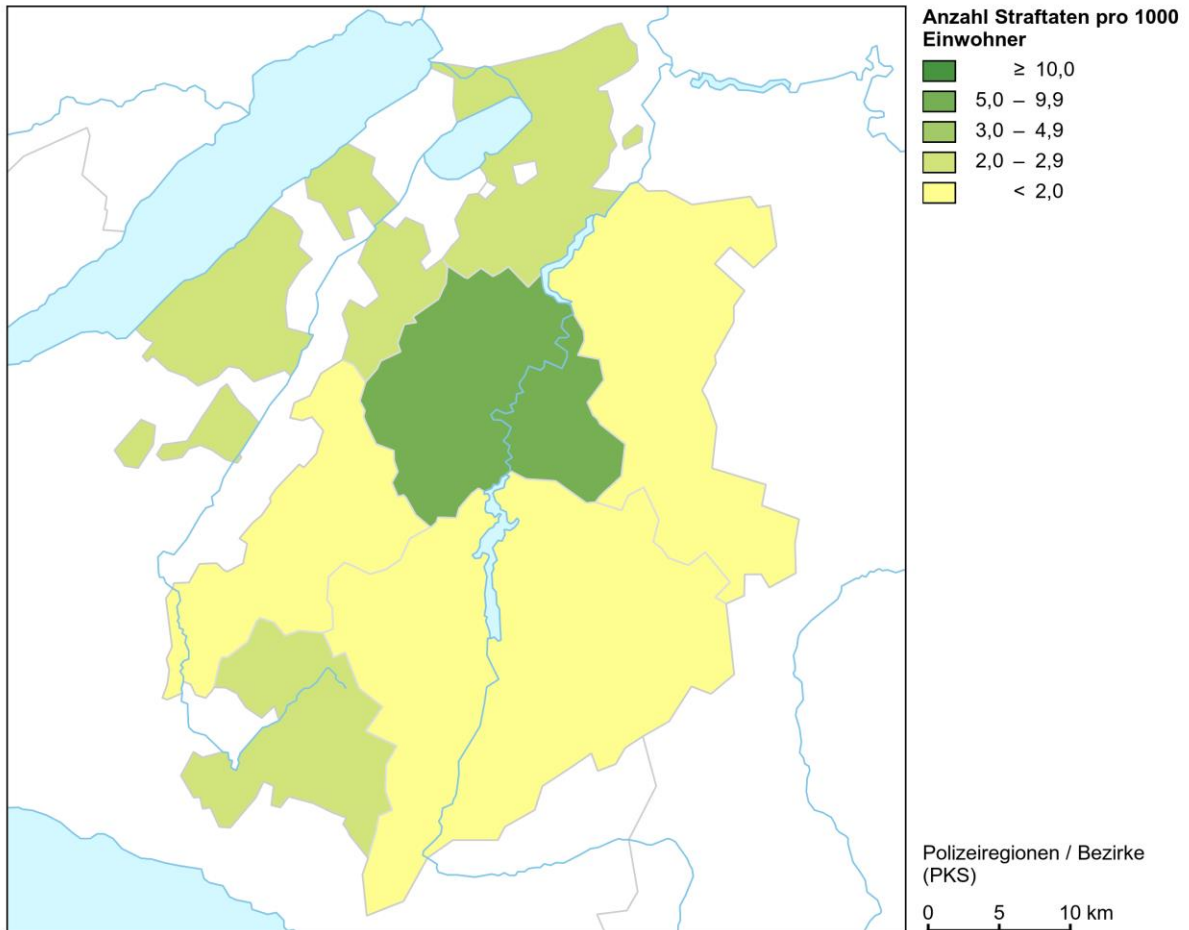 Anzahl Straftaten pro 1000
Einwohner
≥ 10,0
5,0 – 9,9
3,0 – 4,9
2,0 – 2,9
< 2,0
Polizeiregionen / Bezirke
(PKS)
0 5 10 km